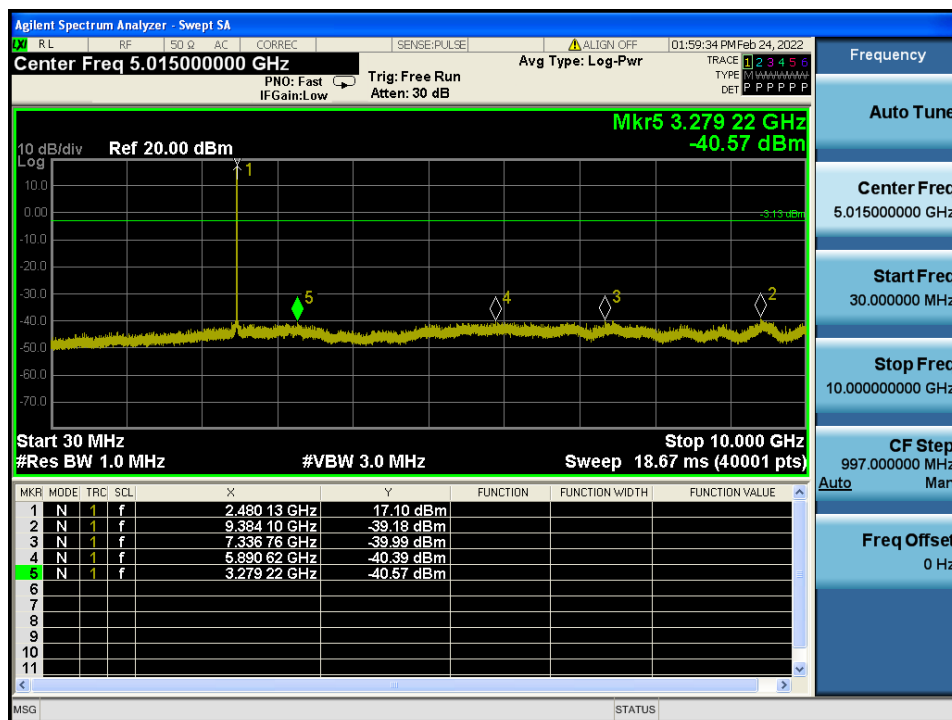 Agilent Spectrum Analyzer - Swept SA
LXI RL RF 50 Ω AC CORREC SENSE:PULSE ALIGN OFF 01:59:34 PM Feb 24, 2022
Center Freq 5.015000000 GHz
PNO: Fast
IFGain:Low
Trig: Free Run
Atten: 30 dB
Avg Type: Log-Pwr
TRACE 1 2 3 4 5 6
TYPE M W W W W W
DET P P P P P P
Mkr5 3.279 22 GHz
-40.57 dBm
10 dB/div Ref 20.00 dBm
Log
10.0
0.00
-10.0
-20.0
-30.0
-40.0
-50.0
-60.0
-70.0
-3.13 dBm
1
5
4
3
2
Start 30 MHz Stop 10.000 GHz
#Res BW 1.0 MHz #VBW 3.0 MHz Sweep 18.67 ms (40001 pts)
MKR MODE TRC SCL X Y FUNCTION FUNCTION WIDTH FUNCTION VALUE
1 N 1 f 2.480 13 GHz 17.10 dBm
2 N 1 f 9.384 10 GHz -39.18 dBm
3 N 1 f 7.336 76 GHz -39.99 dBm
4 N 1 f 5.890 62 GHz -40.39 dBm
5 N 1 f 3.279 22 GHz -40.57 dBm
6
7
8
9
10
11
MSG STATUS
Frequency
Auto Tune
Center Freq
5.015000000 GHz
Start Freq
30.000000 MHz
Stop Freq
10.000000000 GHz
CF Step
997.000000 MHz
Auto Man
Freq Offset
0 Hz